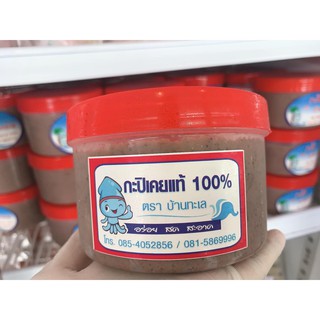 กะปิเคยแท้ 100%
ตรา บ้านทะเล
อร่อย สด สะอาด
โทร. 085-4052856 / 081-5869996